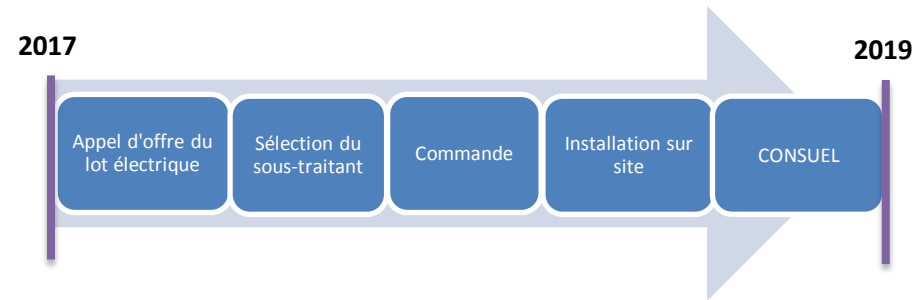 2017
2019
Appel d'offre du
lot électrique
Sélection du
sous-traitant
Commande
Installation sur
site
CONSUEL